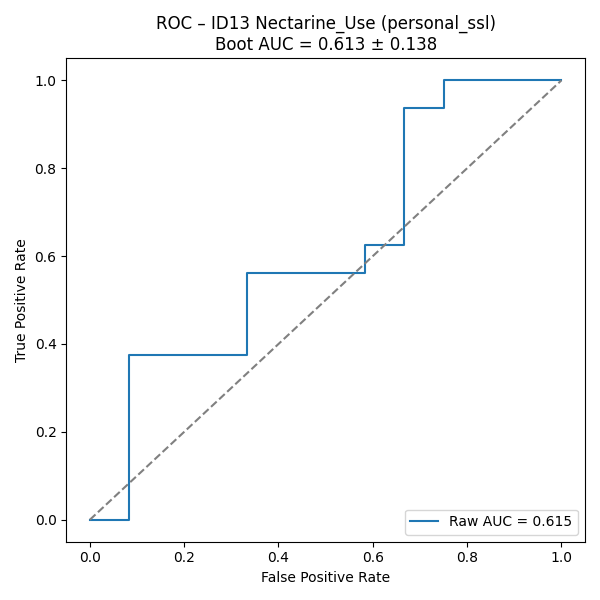 ROC – ID13 Nectarine_Use (personal_ssl)
Boot AUC = 0.613 ± 0.138
1.0
0.8
0.6
0.4
0.2
0.0
True Positive Rate
Raw AUC = 0.615
0.0 0.2 0.4 0.6 0.8 1.0
False Positive Rate